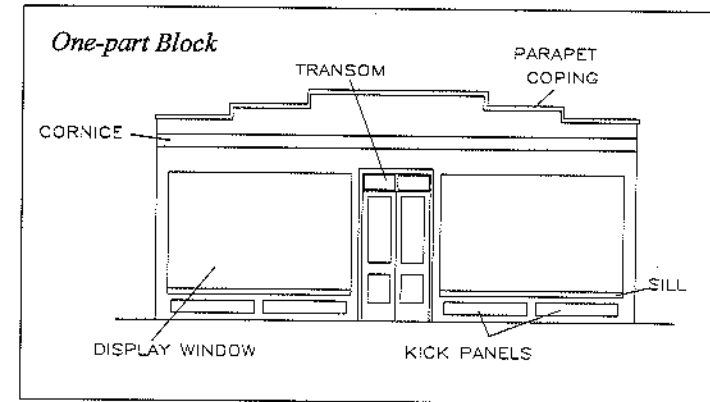 One-part Block
TRANSOM
PARAPET
COPING
CORNICE
SILL
DISPLAY WINDOW
KICK PANELS